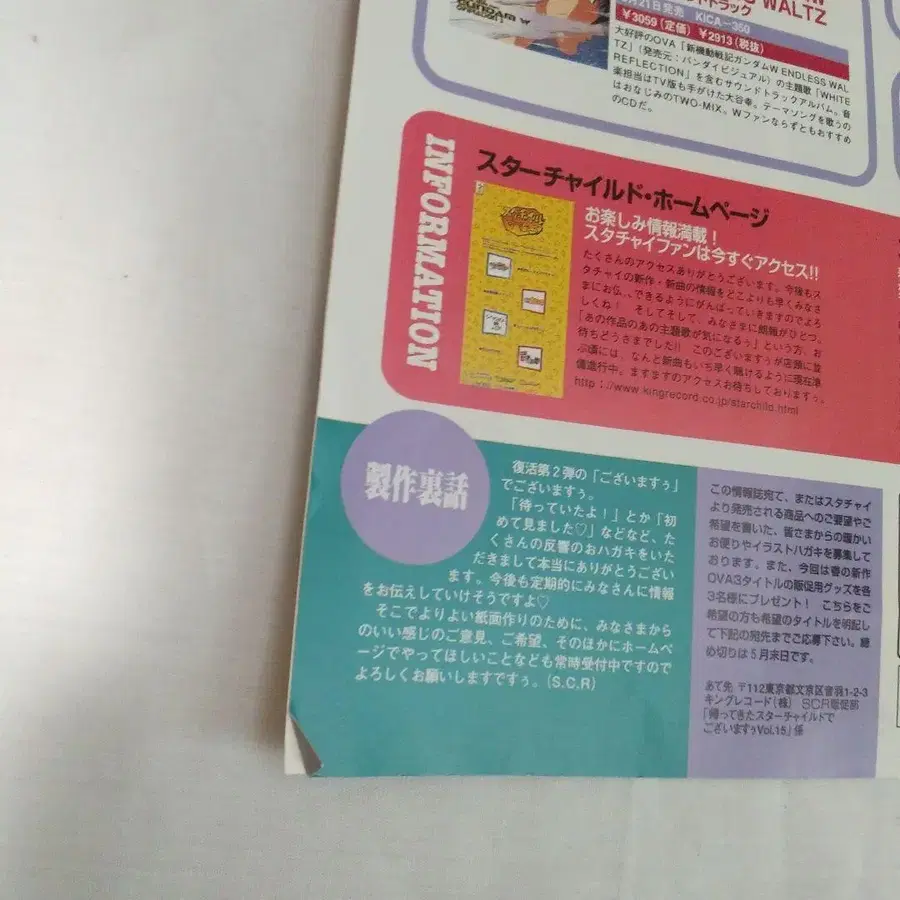 WALTZ
ドトラック
月21日発売 KICA-350
¥3059(定価) ¥2913(税抜)
大好評のOVA「新機動戦記ガンダムW ENDLESS WAL
TZ」(発売元:バンダイビジュアル)の主題歌「WHITE
REFLECTION」を含むサウンドトラックアルバム。音
楽担当はTV版も手がけた大谷幸。テーマソングを歌うの
はおなじみのTWO-MIX。Wファンならずともおすすめ
のCDだ。
GUNDAM W
INFORMATION
スターチャイルド・ホームページ
お楽しみ情報満載!
スタチャイファンは今すぐアクセス!!
たくさんのアクセスありがとうございます。今後もス
タチャイの新作・新曲の情報をどこよりも早くみなさ
まにお伝えできるようにがんばっていきますのでよろ
しくね! そしてそして、みなさまに朗報がひとつ。
「あの作品のあの主題歌が気になるぅ」という方、お
待ちどうさまでした!! このございますぅが店頭に並
ぶ頃には、なんと新曲もいち早く聴けるように現在準
備進行中。ますますのアクセスお待ちしておりますぅ。
http://www.kingrecord.co.jp/starchild.html
製作裏話
復活第2弾の「ございますぅ」
でございますぅ。
「待っていたよ!」とか「初
めて見ました♡」などなど、た
くさんの反響のおハガキをいた
だきまして本当にありがとうござい
ます。今後も定期的にみなさんに情報
をお伝えしていけそうですよ♡
そこでよりよい紙面作りのために、みなさまから
のいい感じのご意見、ご希望、そのほかにホームペ
ージでやってほしいことなども常時受付中ですので
よろしくお願いしますですぅ。(S.C.R)
この情報誌宛て、またはスタチャイ
より発売される商品へのご要望やご
希望を書いた、皆さまからの暖かい
お便りやイラストハガキを募集して
おります。また、今回は春の新作
OVA3タイトルの販促用グッズを各
3名様にプレゼント! こちらをご
希望の方も希望のタイトルを明記し
て下記の宛先までご応募下さい。締
め切りは5月末日です。
あて先 〒112東京都文京区音羽1-2-3
キングレコード(株) SCR販促部
「帰ってきたスターチャイルドで
ございますぅVol.15」係